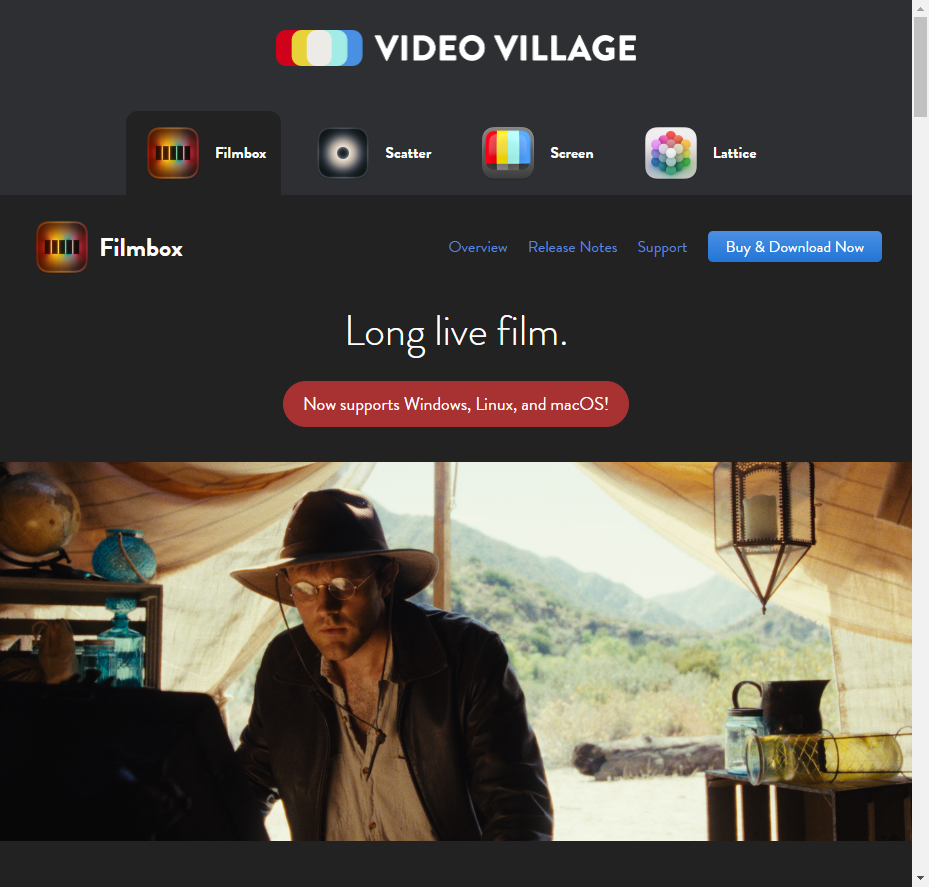 VIDEO VILLAGE
Filmbox
Scatter
Screen
Lattice
Filmbox
Overview
Release Notes
Support
Buy & Download Now
Long live film.
Now supports Windows, Linux, and macOS!